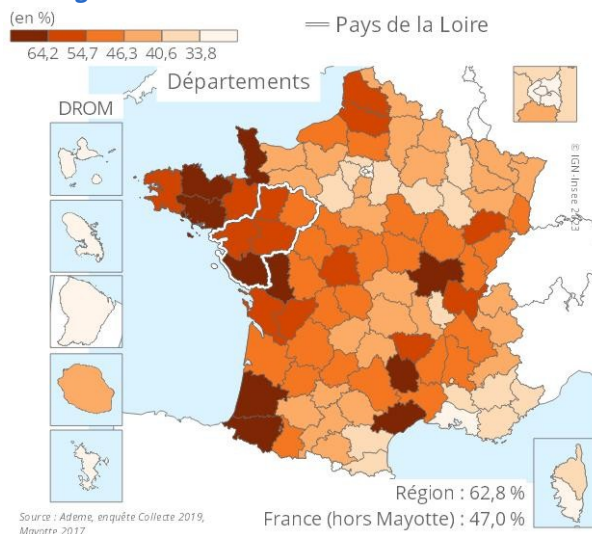 (en %)
64,2 54,7 46,3 40,6 33,8
Pays de la Loire
Départements
DROM
© IGN-Insee 2023
Région : 62,8 %
France (hors Mayotte) : 47,0 %
Source : Ademe, enquête Collecte 2019,
Mayotte 2017